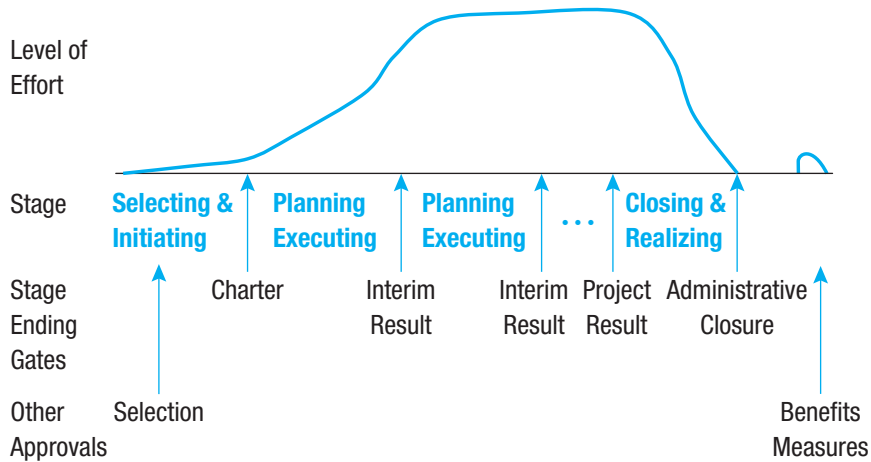 Level of
Effort
Stage
Selecting &
Initiating
Planning
Executing
Planning
Executing
...
Closing &
Realizing
Stage
Ending
Gates
Charter
Interim
Result
Interim
Result
Project
Result
Administrative
Closure
Other
Approvals
Selection
Benefits
Measures